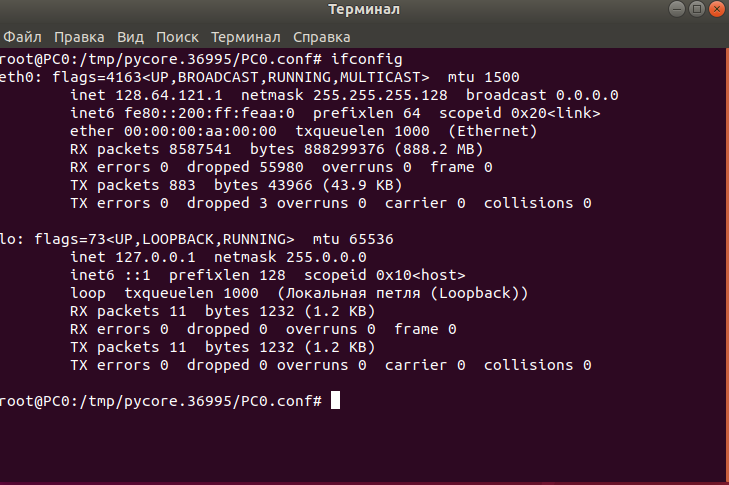 Терминал
Файл Правка Вид Поиск Терминал Справка
root@PC0:/tmp/pycore.36995/PC0.conf# ifconfig
eth0: flags=4163<UP,BROADCAST,RUNNING,MULTICAST>  mtu 1500
        inet 128.64.121.1  netmask 255.255.255.128  broadcast 0.0.0.0
        inet6 fe80::200:ff:feaa:0  prefixlen 64  scopeid 0x20<link>
        ether 00:00:00:aa:00:00  txqueuelen 1000  (Ethernet)
        RX packets 8587541  bytes 888299376 (888.2 MB)
        RX errors 0  dropped 55980  overruns 0  frame 0
        TX packets 883  bytes 43966 (43.9 KB)
        TX errors 0  dropped 3 overruns 0  carrier 0  collisions 0
lo: flags=73<UP,LOOPBACK,RUNNING>  mtu 65536
        inet 127.0.0.1  netmask 255.0.0.0
        inet6 ::1  prefixlen 128  scopeid 0x10<host>
        loop  txqueuelen 1000  (Локальная петля (Loopback))
        RX packets 11  bytes 1232 (1.2 KB)
        RX errors 0  dropped 0  overruns 0  frame 0
        TX packets 11  bytes 1232 (1.2 KB)
        TX errors 0  dropped 0 overruns 0  carrier 0  collisions 0
root@PC0:/tmp/pycore.36995/PC0.conf#